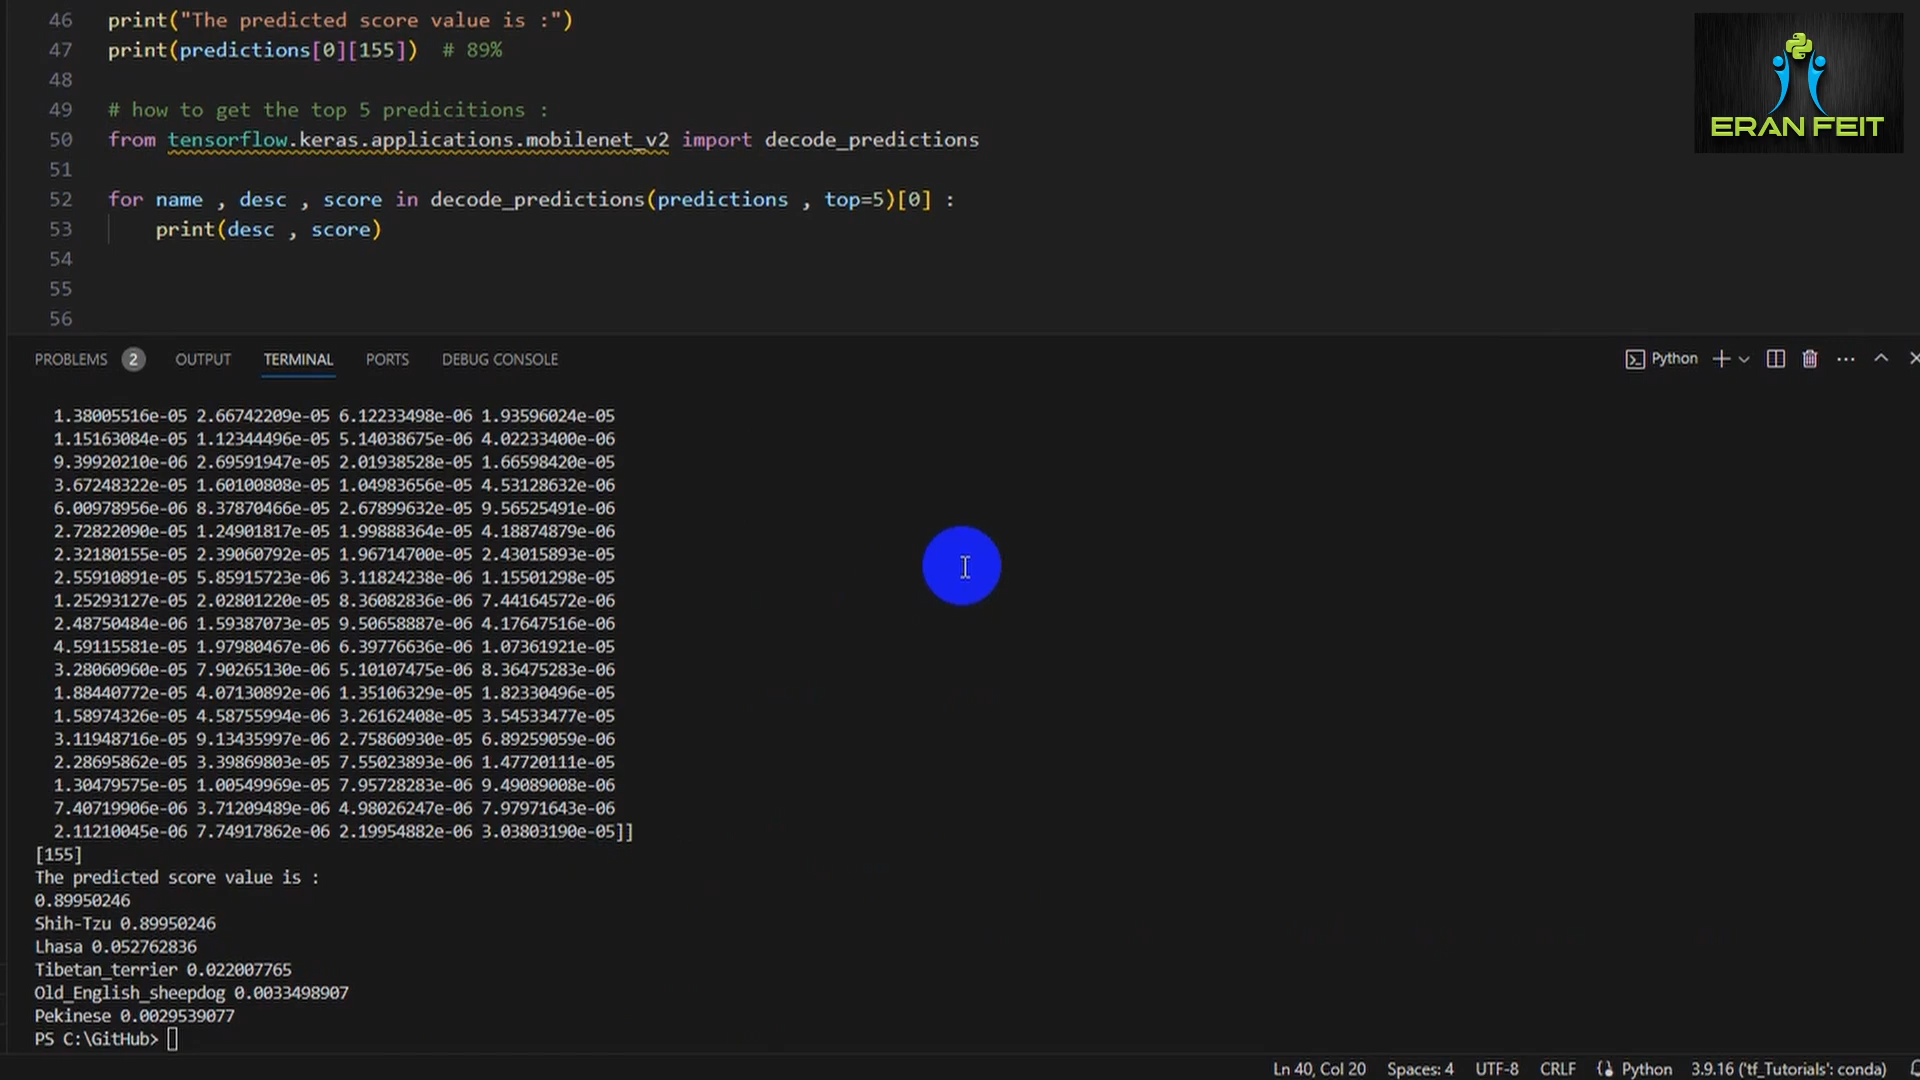 46 print("The predicted score value is :")
47 print(predictions[0][155]) # 89%
48
49 # how to get the top 5 predicitions :
50 from tensorflow.keras.applications.mobilenet_v2 import decode_predictions
51
52 for name , desc , score in decode_predictions(predictions , top=5)[0] :
53 print(desc , score)
54
55
56
ERAN FEIT
PROBLEMS 2 OUTPUT TERMINAL PORTS DEBUG CONSOLE Python
1.38005516e-05 2.66742209e-05 6.12233498e-06 1.93596024e-05
1.15163084e-05 1.12344496e-05 5.14038675e-06 4.02233400e-06
9.39920210e-06 2.69591947e-05 2.01938528e-05 1.66598420e-05
3.67248322e-05 1.60100808e-05 1.04983656e-05 4.53128632e-06
6.00978956e-06 8.37870466e-05 2.67899632e-05 9.56525491e-06
2.72822090e-05 1.24901817e-05 1.99888364e-05 4.18874879e-06
2.32180155e-05 2.39060792e-05 1.96714700e-05 2.43015893e-05
2.55910891e-05 5.85915723e-06 3.11824238e-06 1.15501298e-05
1.25293127e-05 2.02801220e-05 8.36082836e-06 7.44164572e-06
2.48750484e-06 1.59387073e-05 9.50658887e-06 4.17647516e-06
4.59115581e-05 1.97980467e-05 6.39776636e-06 1.07361921e-05
3.28060960e-05 7.90265130e-06 5.10107475e-06 8.36475283e-06
1.88440772e-05 4.07130892e-06 1.35106329e-05 1.82330496e-05
1.58974326e-05 4.58755994e-06 3.26162408e-05 3.54533477e-05
3.11948716e-05 9.13435997e-06 2.75860930e-05 6.89259059e-06
2.28695862e-05 3.39869803e-05 7.55023893e-06 1.47720111e-05
1.30479575e-05 1.00549969e-05 7.95728283e-06 9.49089008e-06
7.40719906e-06 3.71209489e-06 4.98026247e-06 7.97971643e-06
2.11210045e-06 7.74917862e-06 2.19954882e-06 3.03803190e-05]]
[155]
The predicted score value is :
0.89950246
Shih-Tzu 0.89950246
Lhasa 0.052762836
Tibetan_terrier 0.022007765
Old_English_sheepdog 0.0033498907
Pekinese 0.0029539077
PS C:\GitHub>
Ln 40, Col 20 Spaces: 4 UTF-8 CRLF Python 3.9.16 ('tf_Tutorials': conda)